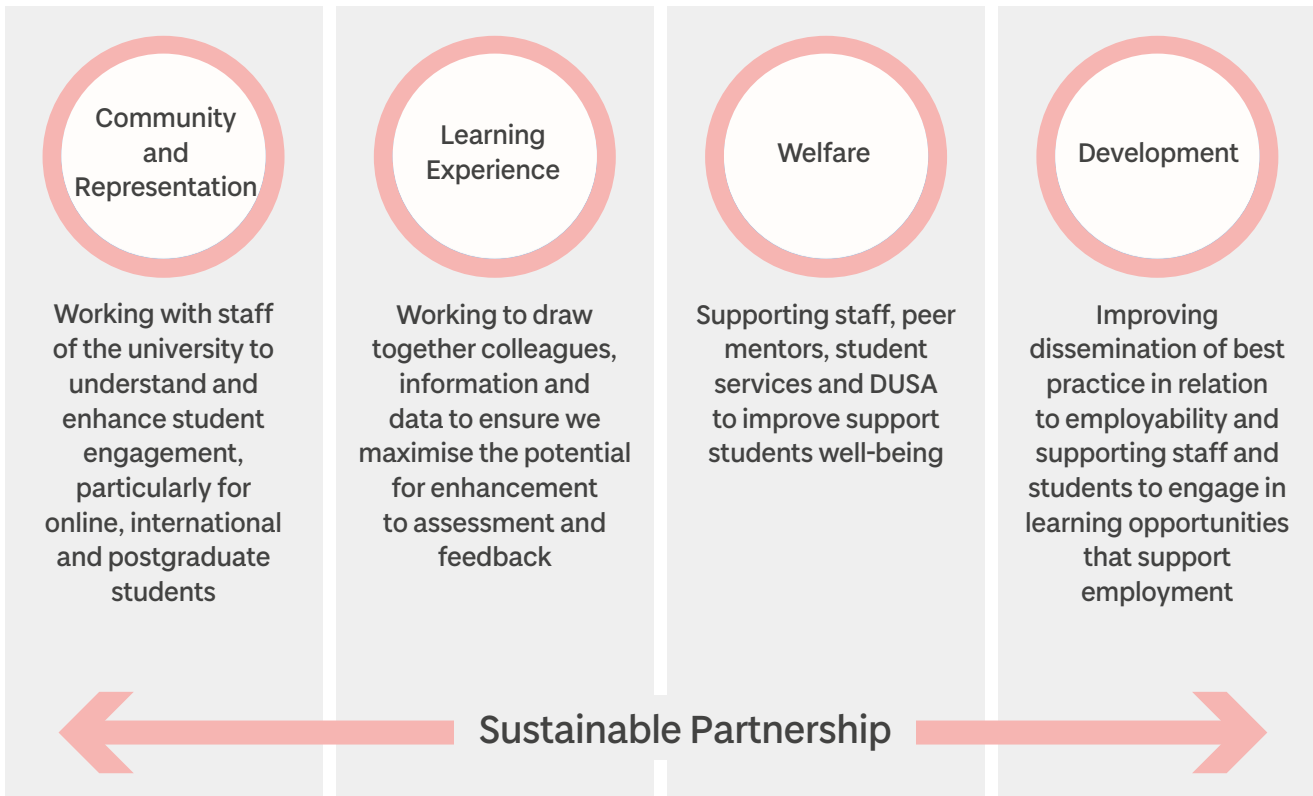 Community
and
Representation
Working with staff
of the university to
understand and
enhance student
engagement,
particularly for
online, international
and postgraduate
students
Learning
Experience
Working to draw
together colleagues,
information and
data to ensure we
maximise the potential
for enhancement
to assessment and
feedback
Welfare
Supporting staff, peer
mentors, student
services and DUSA
to improve support
students well-being
Development
Improving
dissemination of best
practice in relation
to employability and
supporting staff and
students to engage in
learning opportunities
that support
employment
Sustainable Partnership